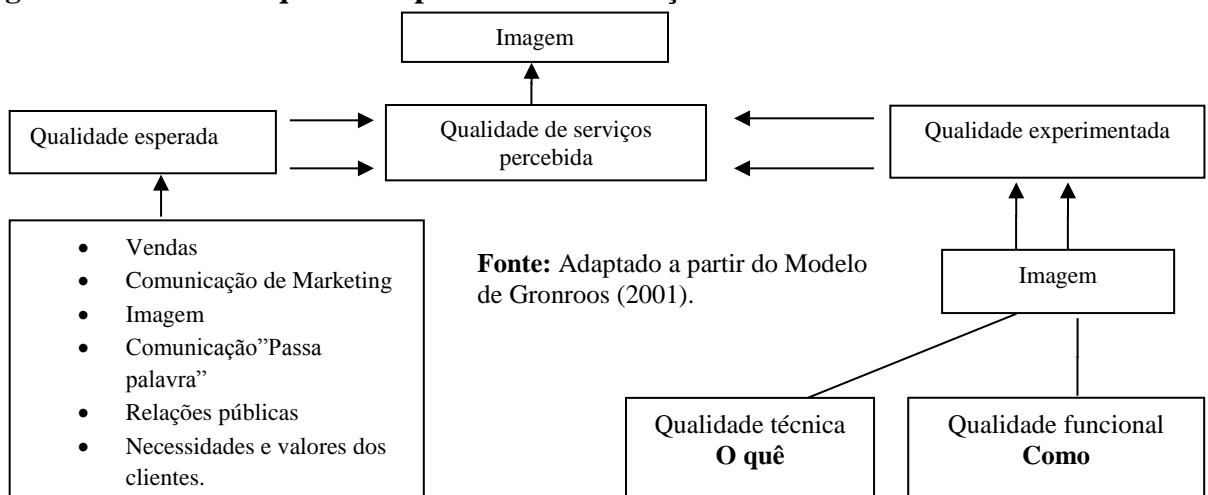 Imagem
Qualidade esperada
Qualidade de serviços
percebida
Qualidade experimentada
• Vendas
• Comunicação de Marketing
• Imagem
• Comunicação”Passa
palavra”
• Relações públicas
• Necessidades e valores dos
clientes.
Fonte: Adaptado a partir do Modelo
de Gronroos (2001).
Imagem
Qualidade técnica
O quê
Qualidade funcional
Como